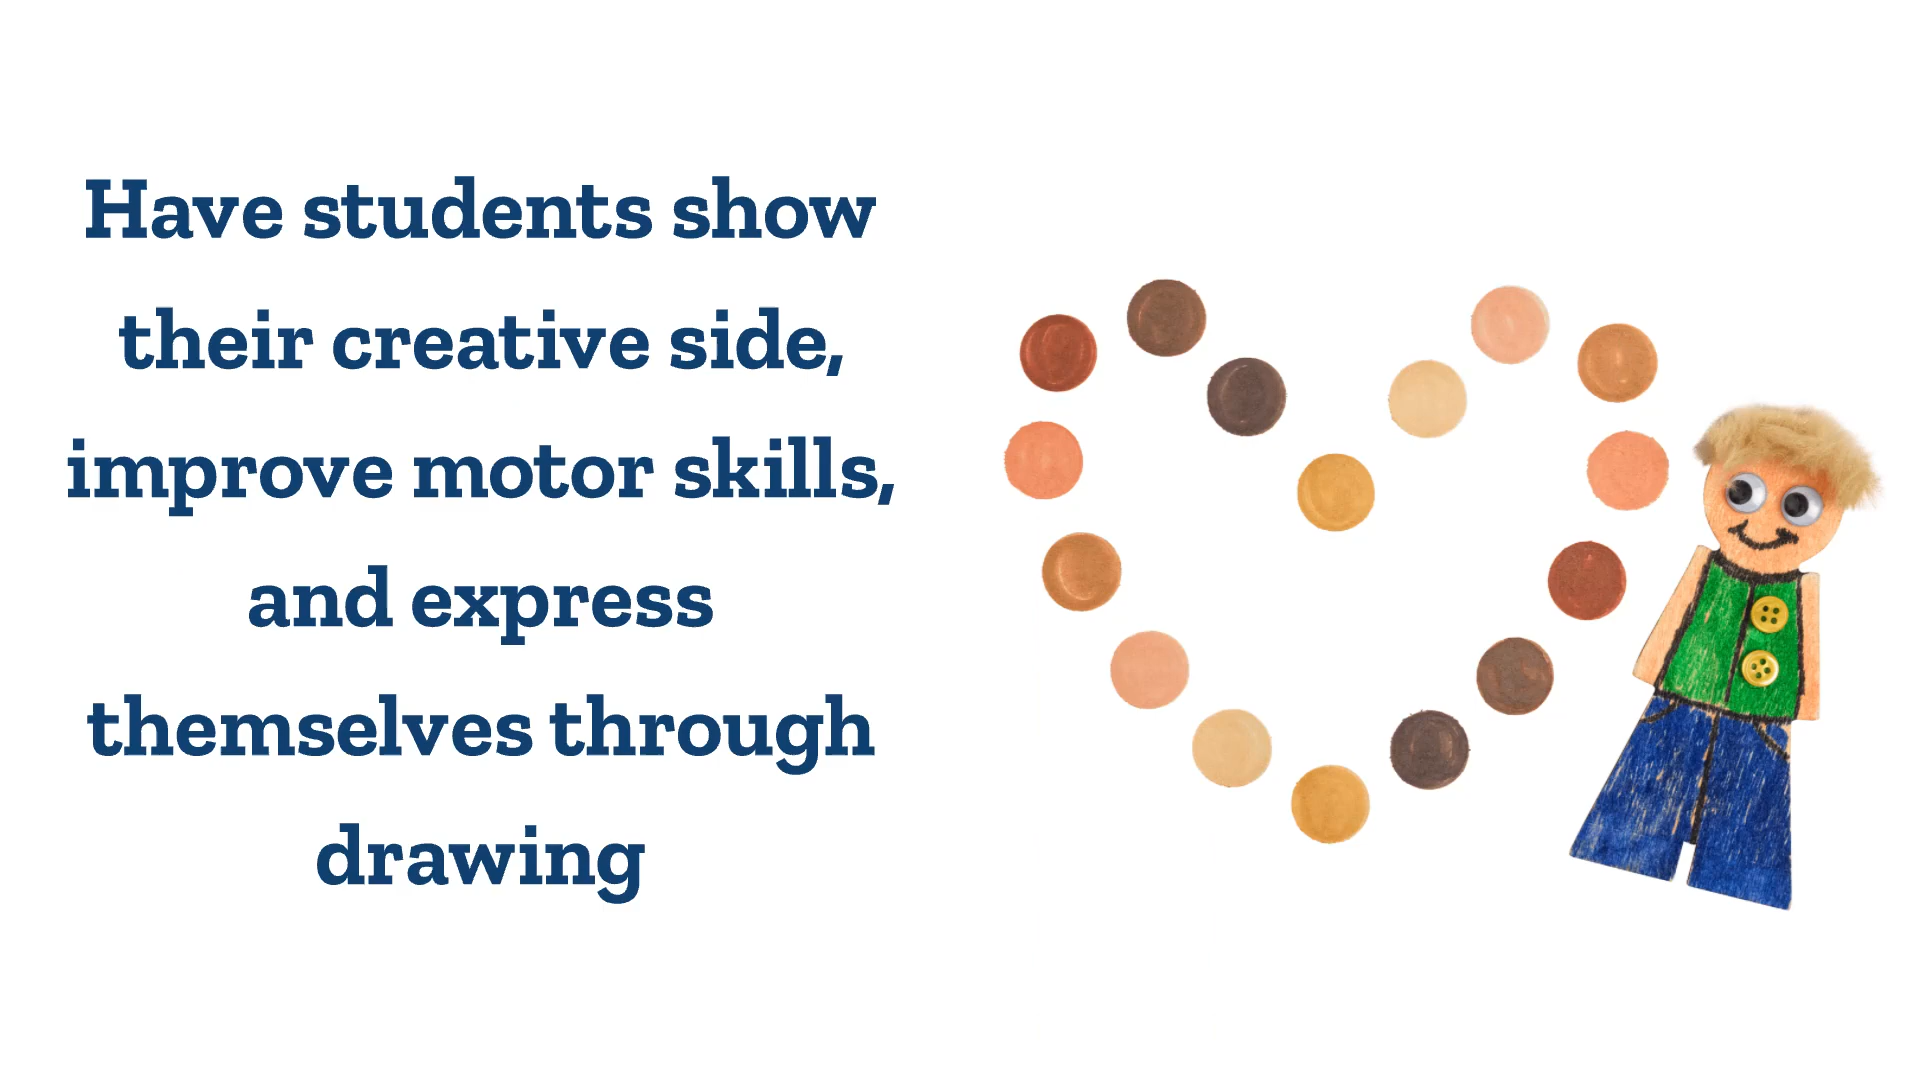 Have students show
their creative side,
improve motor skills,
and express
themselves through
drawing